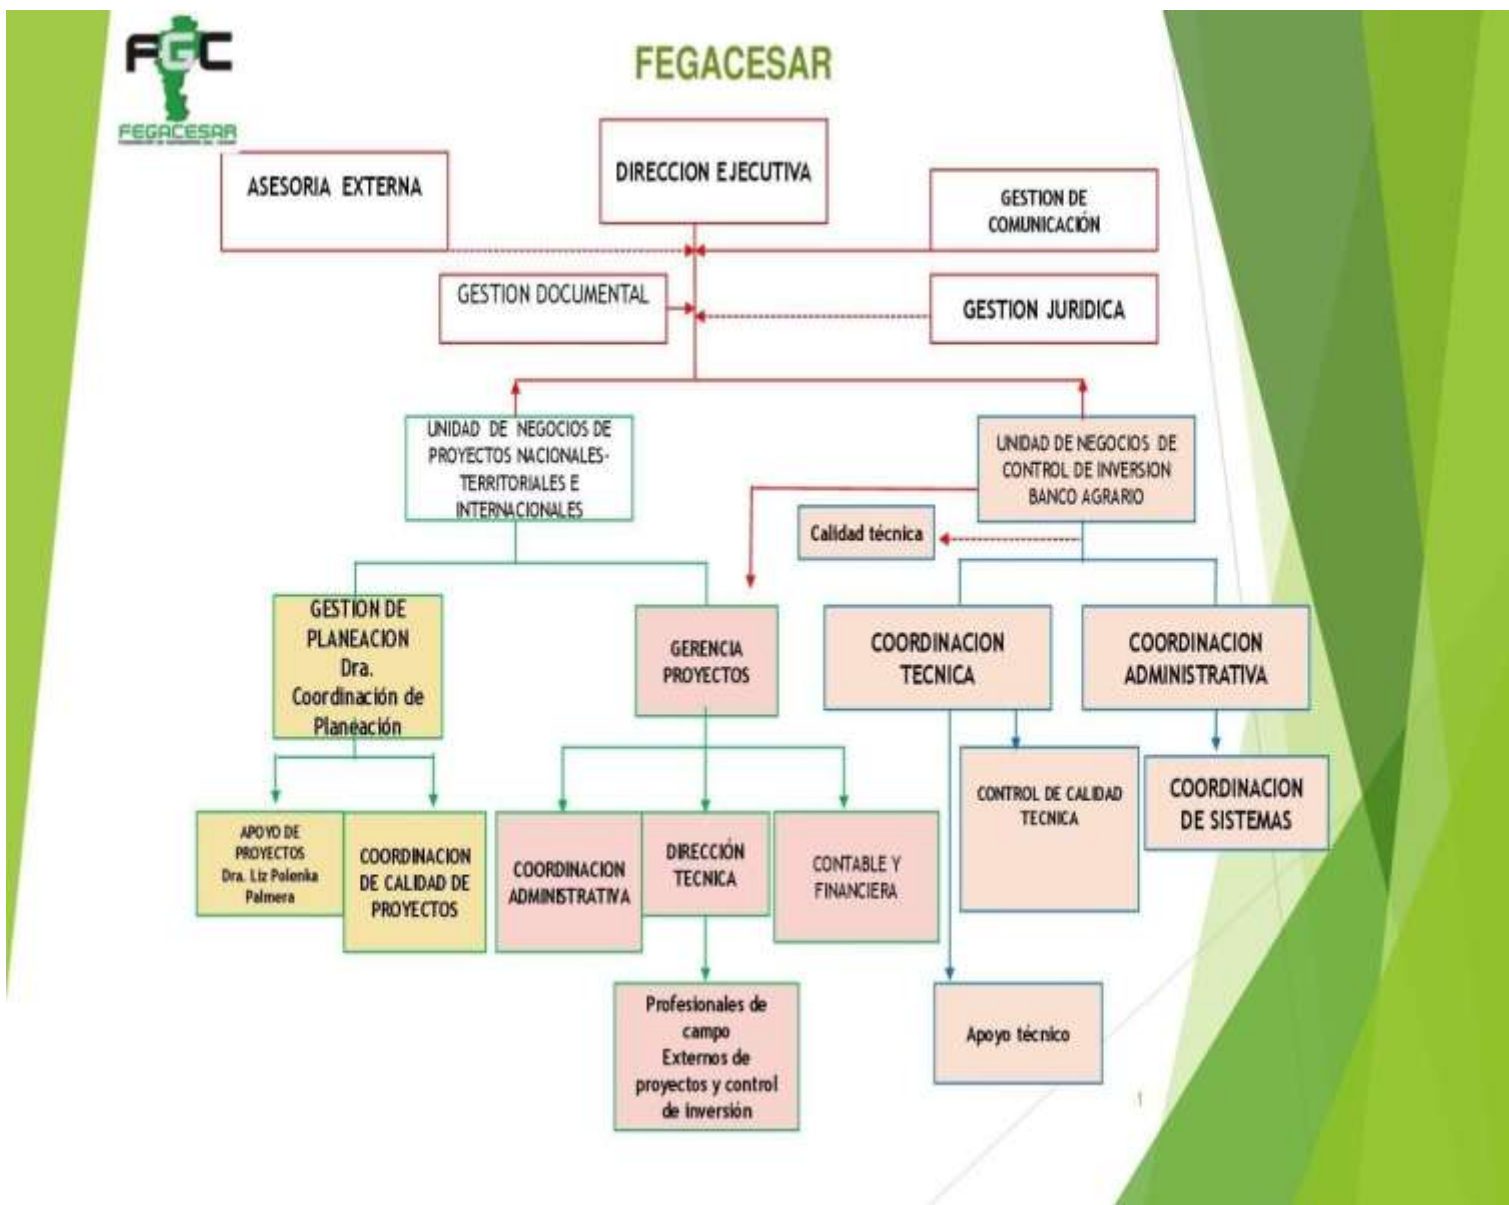 FGC
FEGACESAR
FEGACESAR
DIRECCION EJECUTIVA
ASESORIA EXTERNA
GESTION DE
COMUNICACIÓN
GESTION DOCUMENTAL
GESTION JURIDICA
UNIDAD DE NEGOCIOS DE
PROYECTOS NACIONALES-
TERRITORIALES E
INTERNACIONALES
UNIDAD DE NEGOCIOS DE
CONTROL DE INVERSION
BANCO AGRARIO
Calidad técnica
GESTION DE
PLANEACION
Dra.
Coordinación de
Planeación
GERENCIA
PROYECTOS
COORDINACION
TECNICA
COORDINACION
ADMINISTRATIVA
APOYO DE
PROYECTOS
Dra. Liz Polenka
Palmera
COORDINACION
DE CALIDAD DE
PROYECTOS
COORDINACION
ADMINISTRATIVA
DIRECCIÓN
TECNICA
CONTABLE Y
FINANCIERA
CONTROL DE CALIDAD
TECNICA
COORDINACION
DE SISTEMAS
Profesionales de
campo
Externos de
proyectos y control
de inversión
Apoyo técnico
1